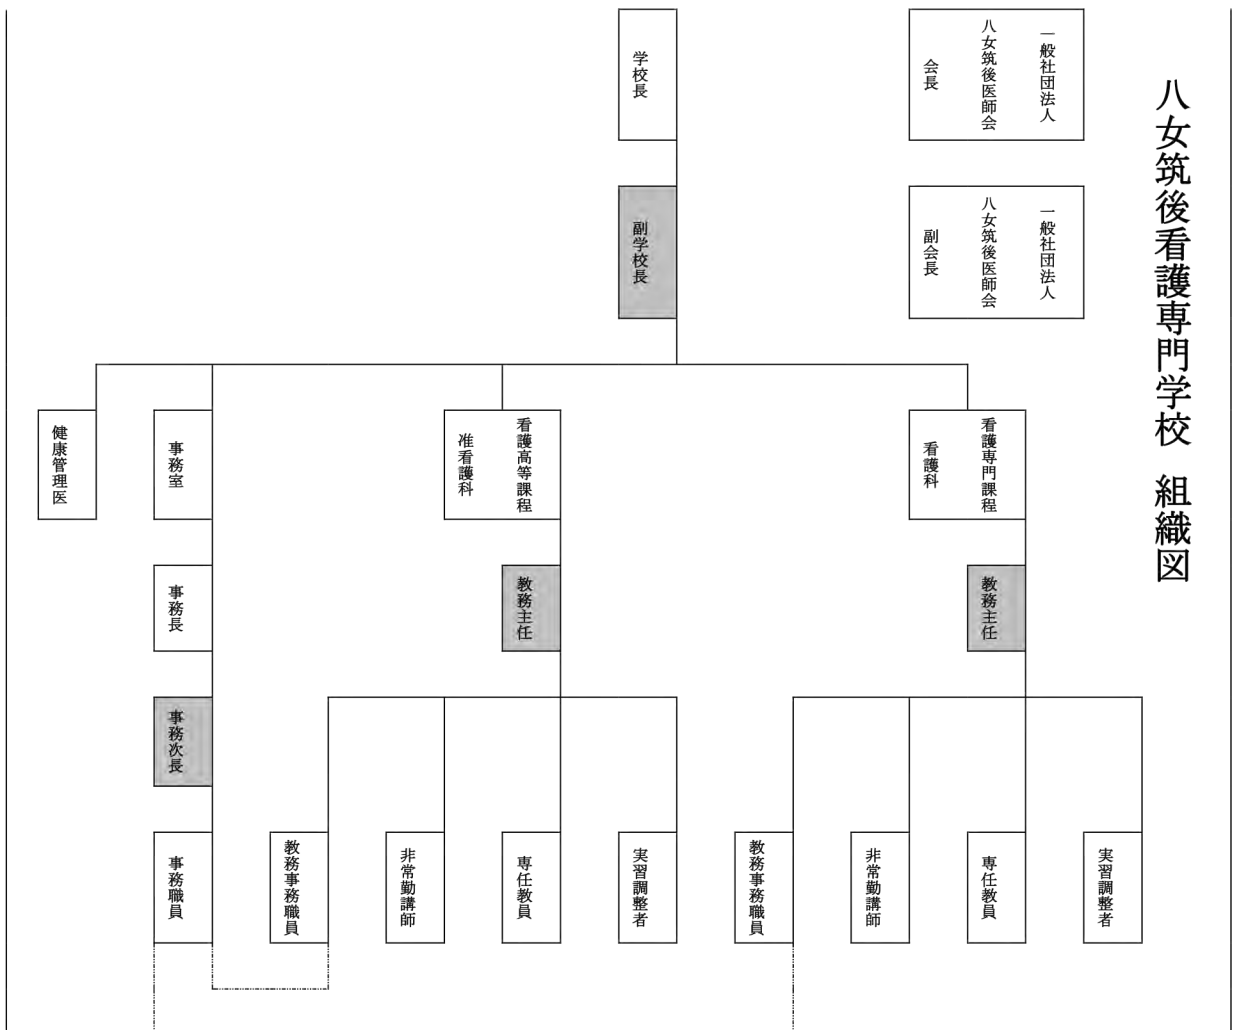 八女筑後看護専門学校 組織図
一般社団法人
八女筑後医師会
会長
一般社団法人
八女筑後医師会
副会長
学校長
副学校長
看護専門課程
看護科
教務主任
実習調整者
専任教員
非常勤講師
教務事務職員
看護高等課程
准看護科
教務主任
実習調整者
専任教員
非常勤講師
教務事務職員
事務室
事務長
事務次長
事務職員
健康管理医